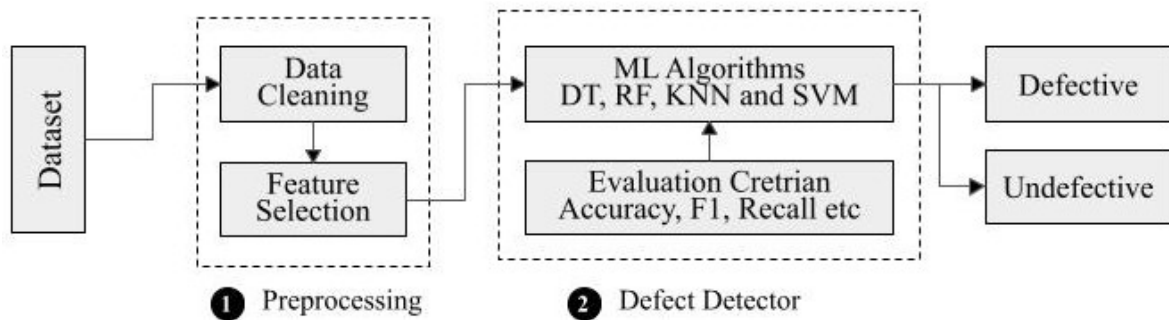 Dataset
Data
Cleaning
Feature
Selection
1 Preprocessing
ML Algorithms
DT, RF, KNN and SVM
Evaluation Cretrian
Accuracy, F1, Recall etc
2 Defect Detector
Defective
Undefective